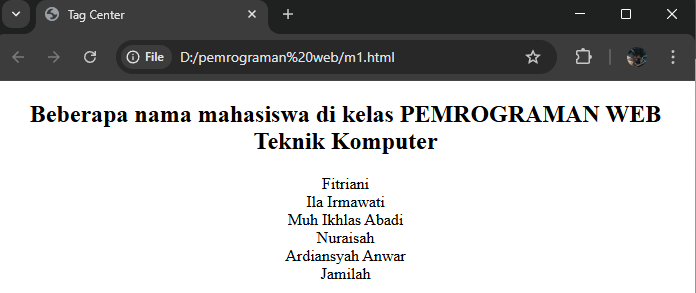 Tag Center
File D:/pemrograman%20web/m1.html
Beberapa nama mahasiswa di kelas PEMROGRAMAN WEB
Teknik Komputer
Fitriani
Ila Irmawati
Muh Ikhlas Abadi
Nuraisah
Ardiansyah Anwar
Jamilah